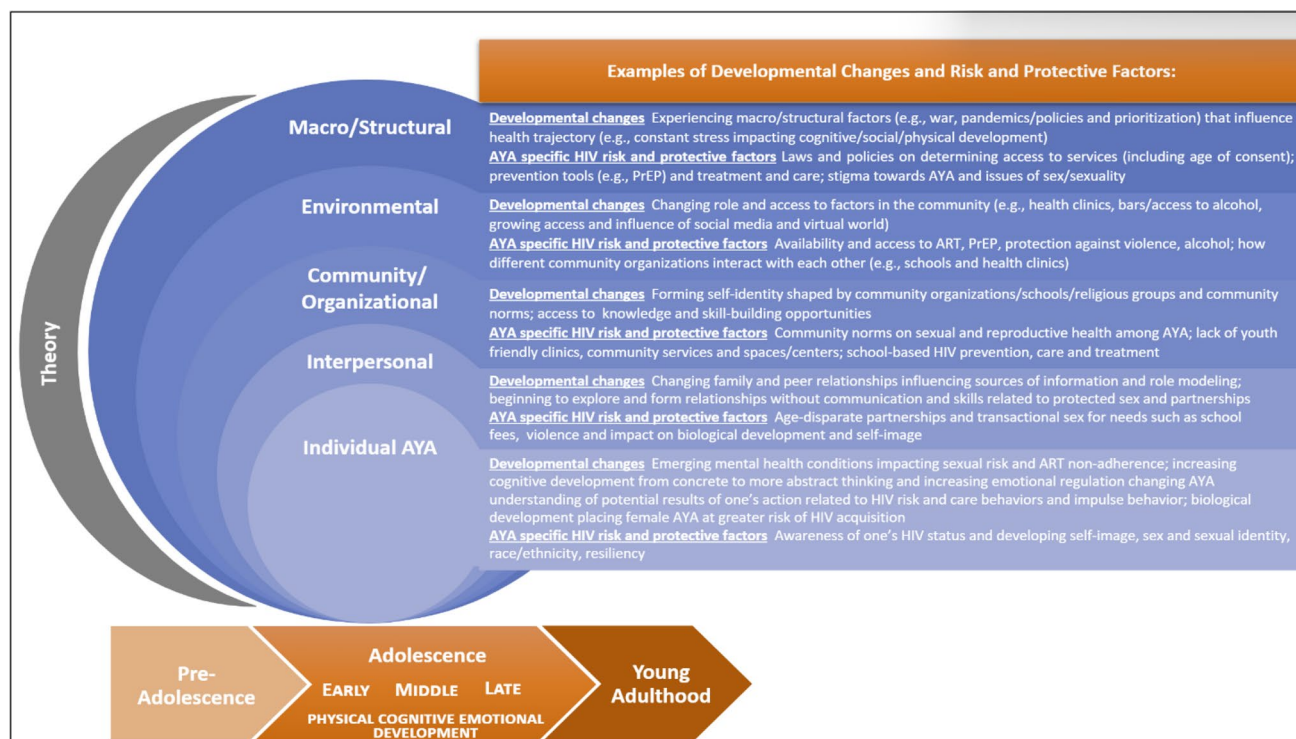 Examples of Developmental Changes and Risk and Protective Factors:
Theory
Macro/Structural
Developmental changes Experiencing macro/structural factors (e.g., war, pandemics/policies and prioritization) that influence
health trajectory (e.g., constant stress impacting cognitive/social/physical development)
AYA specific HIV risk and protective factors Laws and policies on determining access to services (including age of consent);
prevention tools (e.g., PrEP) and treatment and care; stigma towards AYA and issues of sex/sexuality
Environmental
Developmental changes Changing role and access to factors in the community (e.g., health clinics, bars/access to alcohol,
growing access and influence of social media and virtual world)
AYA specific HIV risk and protective factors Availability and access to ART, PrEP, protection against violence, alcohol; how
different community organizations interact with each other (e.g., schools and health clinics)
Community/
Organizational
Developmental changes Forming self-identity shaped by community organizations/schools/religious groups and community
norms; access to knowledge and skill-building opportunities
AYA specific HIV risk and protective factors Community norms on sexual and reproductive health among AYA; lack of youth
friendly clinics, community services and spaces/centers; school-based HIV prevention, care and treatment
Interpersonal
Developmental changes Changing family and peer relationships influencing sources of information and role modeling;
beginning to explore and form relationships without communication and skills related to protected sex and partnerships
AYA specific HIV risk and protective factors Age-disparate partnerships and transactional sex for needs such as school
fees, violence and impact on biological development and self-image
Individual AYA
Developmental changes Emerging mental health conditions impacting sexual risk and ART non-adherence; increasing
cognitive development from concrete to more abstract thinking and increasing emotional regulation changing AYA
understanding of potential results of one's action related to HIV risk and care behaviors and impulse behavior; biological
development placing female AYA at greater risk of HIV acquisition
AYA specific HIV risk and protective factors Awareness of one's HIV status and developing self-image, sex and sexual identity,
race/ethnicity, resiliency
Pre-
Adolescence
Adolescence
EARLY MIDDLE LATE
PHYSICAL COGNITIVE EMOTIONAL
DEVELOPMENT
Young
Adulthood